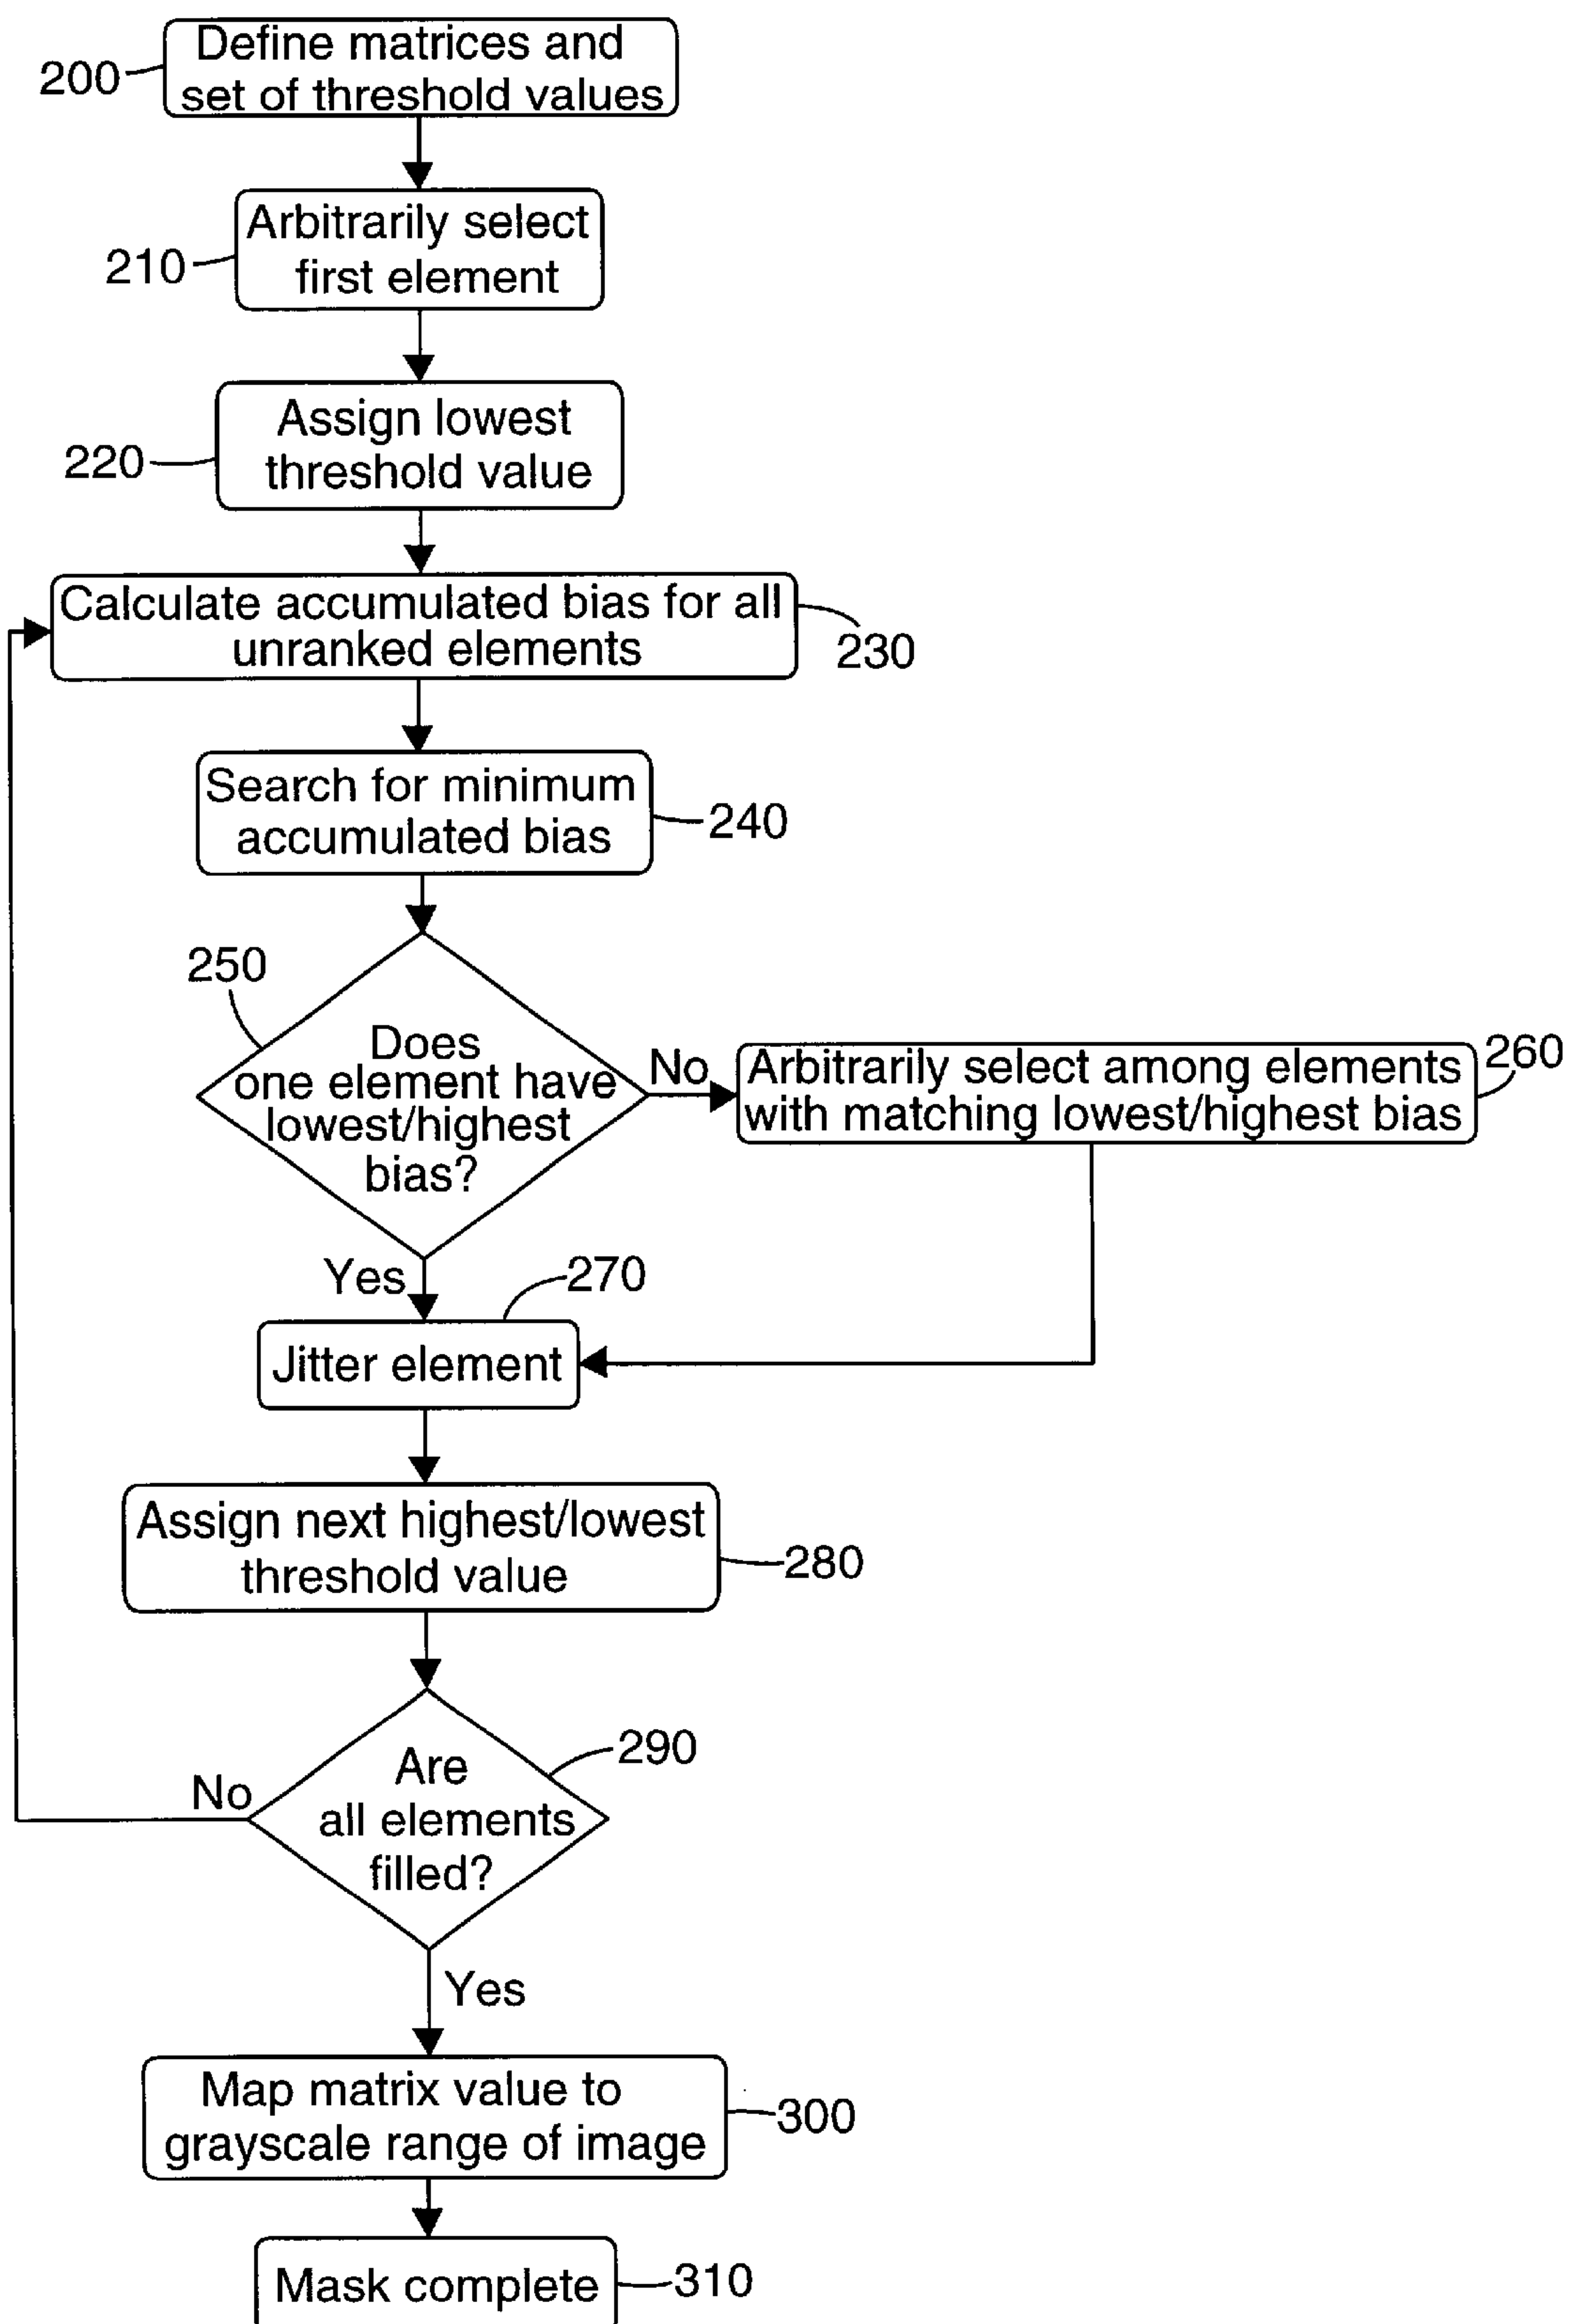 Define matrices and
set of threshold values
200
Arbitrarily select
first element
210
Assign lowest
threshold value
220
Calculate accumulated bias for all
unranked elements
230
Search for minimum
accumulated bias
240
250
Does
one element have
lowest/highest
bias?
No
Arbitrarily select among elements
with matching lowest/highest bias
260
Yes
270
Jitter element
Assign next highest/lowest
threshold value
280
290
Are
all elements
filled?
No
Yes
Map matrix value to
grayscale range of image
300
Mask complete
310